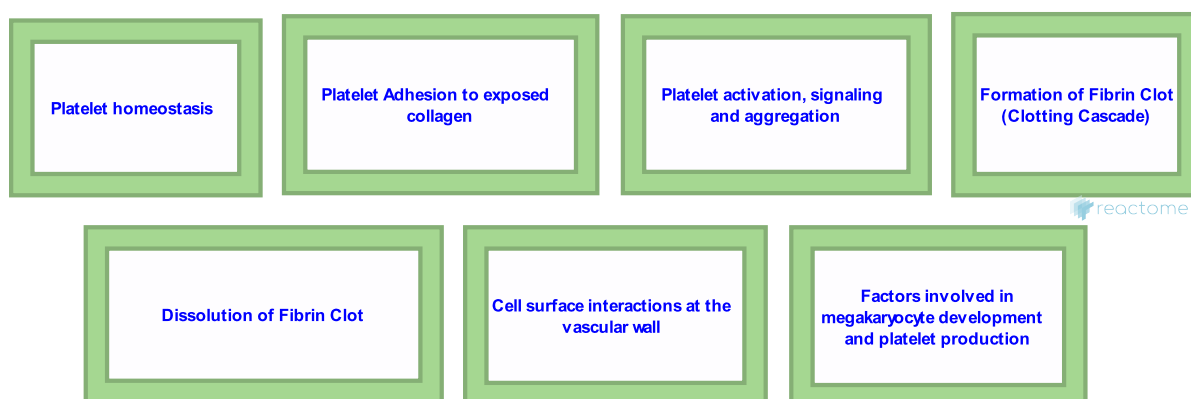 Platelet homeostasis
Platelet Adhesion to exposed
collagen
Platelet activation, signaling
and aggregation
Formation of Fibrin Clot
(Clotting Cascade)
reactome
Dissolution of Fibrin Clot
Cell surface interactions at the
vascular wall
Factors involved in
megakaryocyte development
and platelet production